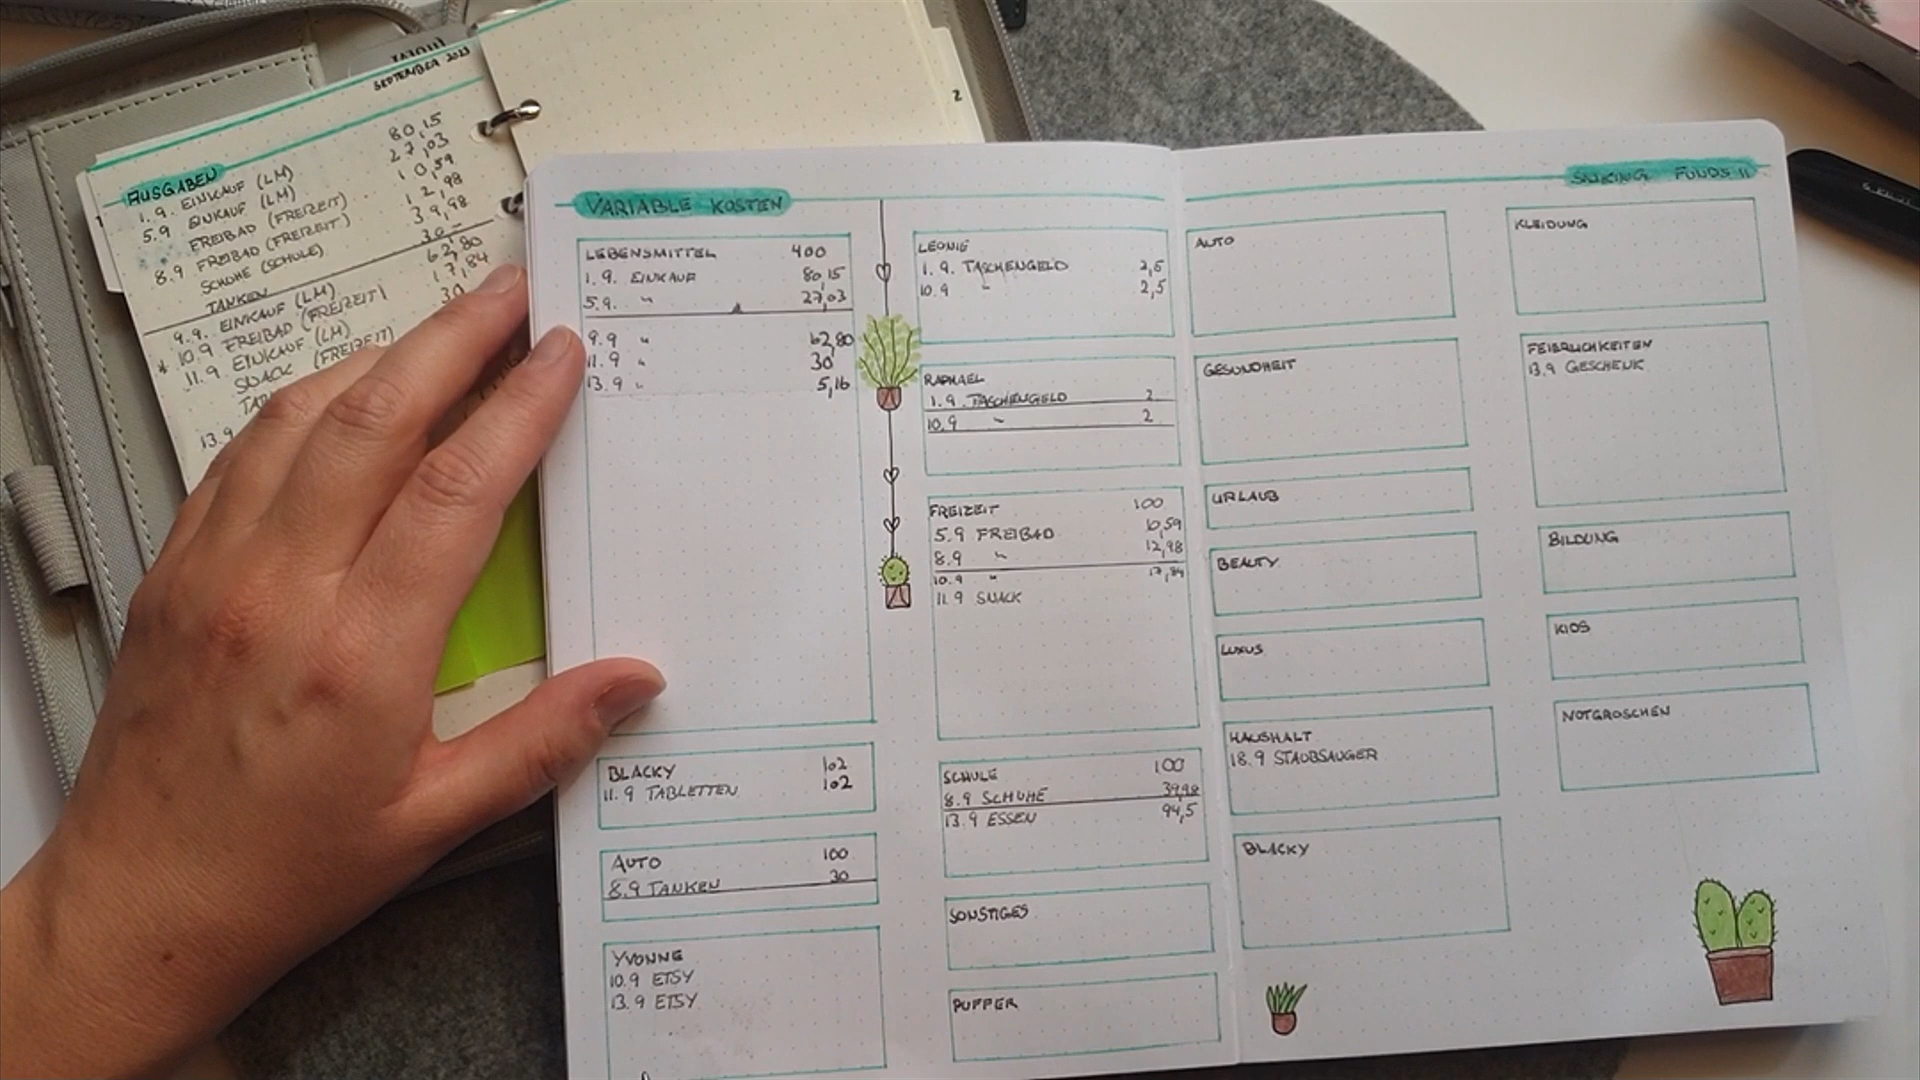 SEPTEMBER 2023
AUSGABEN
1.9. EINKAUF (LM) 80,15
5.9. EINKAUF (LM) 27,03
FREIBAD (FREIZEIT) 10,59
8.9 FREIBAD (FREIZEIT) 12,98
SCHUHE (SCHULE) 39,98
TANKEN 30-
9.9. EINKAUF (LM) 62,80
* 10.9 FREIBAD (FREIZEIT) 17,84
11.9 EINKAUF (LM) 30
SNACK (FREIZEIT)
13.9
2
VARIABLE KOSTEN
LEBENSMITTEL 400
1.9. EINKAUF 80,15
5.9. " 27,03
9.9 " 62,80
11.9 " 30
13.9 " 5,16
BLACKY 102
11.9 TABLETTEN 102
AUTO 100
8.9 TANKEN 30
YVONNE
10.9 ETSY
13.9 ETSY
LEONIE
1.9. TASCHENGELD 2,5
10.9 " 2,5
RAPHAEL
1.9. TASCHENGELD 2
10.9 " 2
FREIZEIT 100
5.9 FREIBAD 10,59
8.9 " 12,98
10.9 " 17,84
11.9 SNACK
SCHULE 100
8.9 SCHUHE 39,98
13.9 ESSEN 94,5
SONSTIGES
PUFFER
SINKING FUNDS
AUTO
GESUNDHEIT
URLAUB
BEAUTY
LUXUS
HAUSHALT
18.9 STAUBSAUGER
BLACKY
KLEIDUNG
FEIERLICHKEITEN
13.9 GESCHENK
BILDUNG
KIDS
NOTGROSCHEN